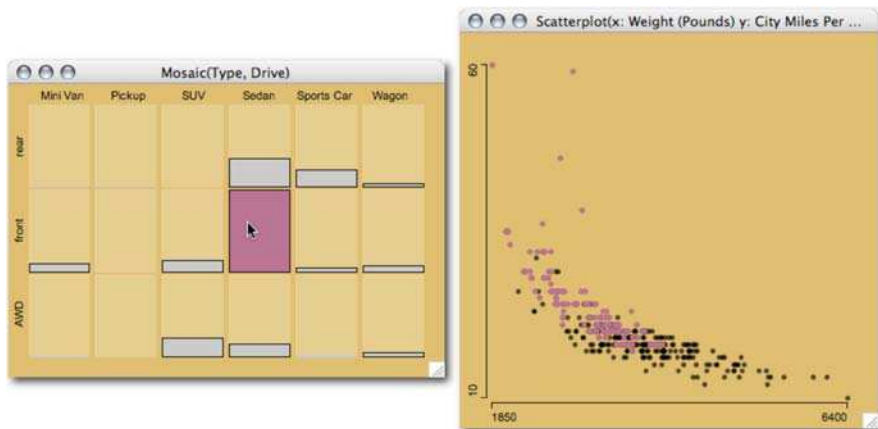 Mosaic(Type, Drive)
Mini Van Pickup SUV Sedan Sports Car Wagon
rear
front
AWD
Scatterplot(x: Weight (Pounds) y: City Miles Per ...
60
10
1850 6400